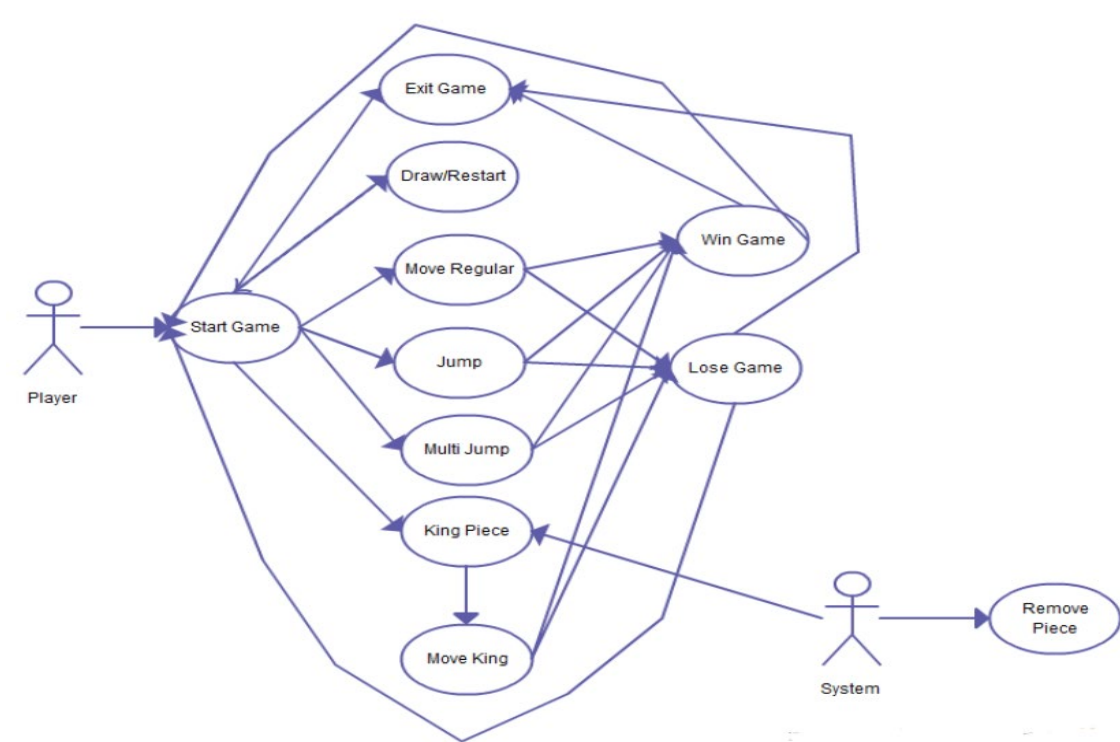 Exit Game
Draw/Restart
Win Game
Move Regular
Start Game
Jump
Lose Game
Player
Multi Jump
King Piece
Remove
Piece
Move King
System